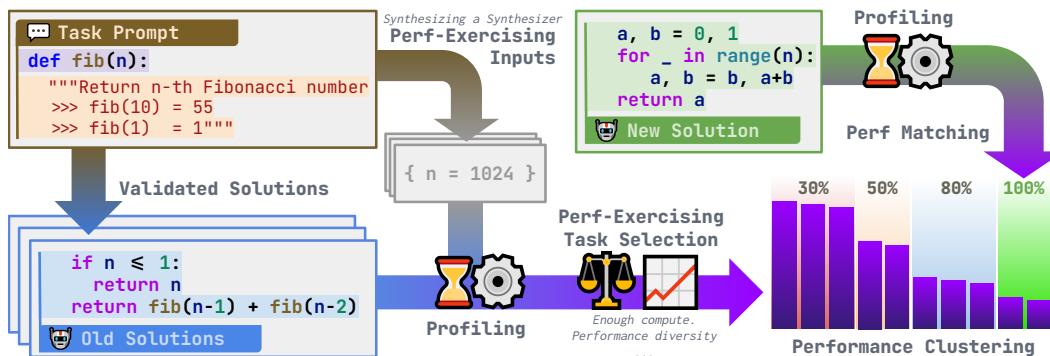 Task Prompt
def fib(n):
"""Return n-th Fibonacci number
>>> fib(10) = 55
>>> fib(1)  = 1"""
Synthesizing a Synthesizer
Perf-Exercising
Inputs
{ n = 1024 }
a, b = 0, 1
for _ in range(n):
a, b = b, a+b
return a
New Solution
Profiling
Perf Matching
Validated Solutions
if n ≤ 1:
return n
return fib(n-1) + fib(n-2)
Old Solutions
Profiling
Perf-Exercising
Task Selection
Enough compute.
Performance diversity
...
30% 50% 80% 100%
Performance Clustering